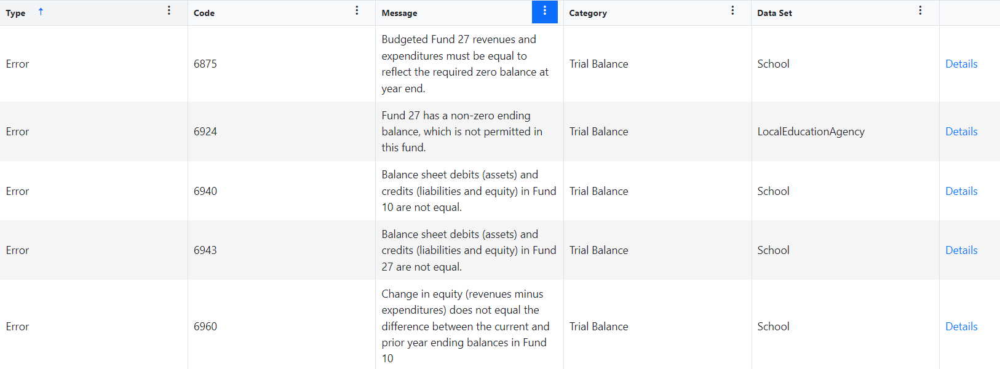 Type ↑ Code Message Category Data Set
Budgeted Fund 27 revenues and
expenditures must be equal to
reflect the required zero balance at
year end.
Error 6875 Trial Balance School Details
Fund 27 has a non-zero ending
balance, which is not permitted in
this fund.
Error 6924 Trial Balance LocalEducationAgency Details
Balance sheet debits (assets) and
credits (liabilities and equity) in Fund
10 are not equal.
Error 6940 Trial Balance School Details
Balance sheet debits (assets) and
credits (liabilities and equity) in Fund
27 are not equal.
Error 6943 Trial Balance School Details
Change in equity (revenues minus
expenditures) does not equal the
difference between the current and
prior year ending balances in Fund
10
Error 6960 Trial Balance School Details